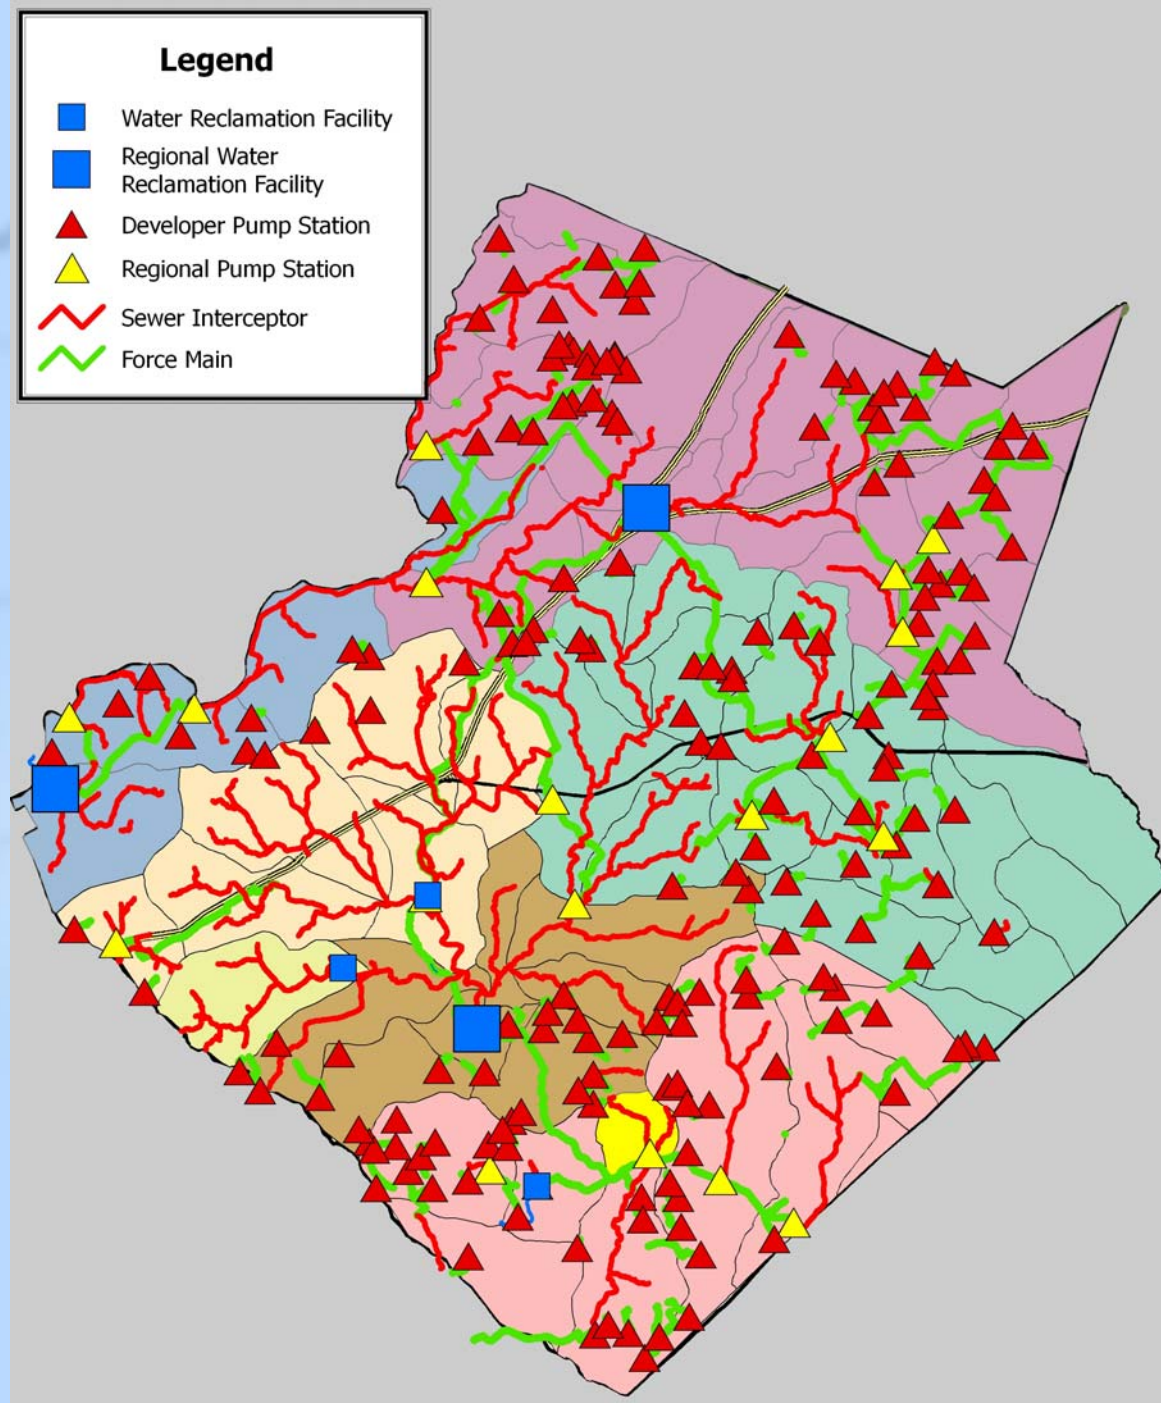 Legend
Water Reclamation Facility
Regional Water
Reclamation Facility
Developer Pump Station
Regional Pump Station
Sewer Interceptor
Force Main